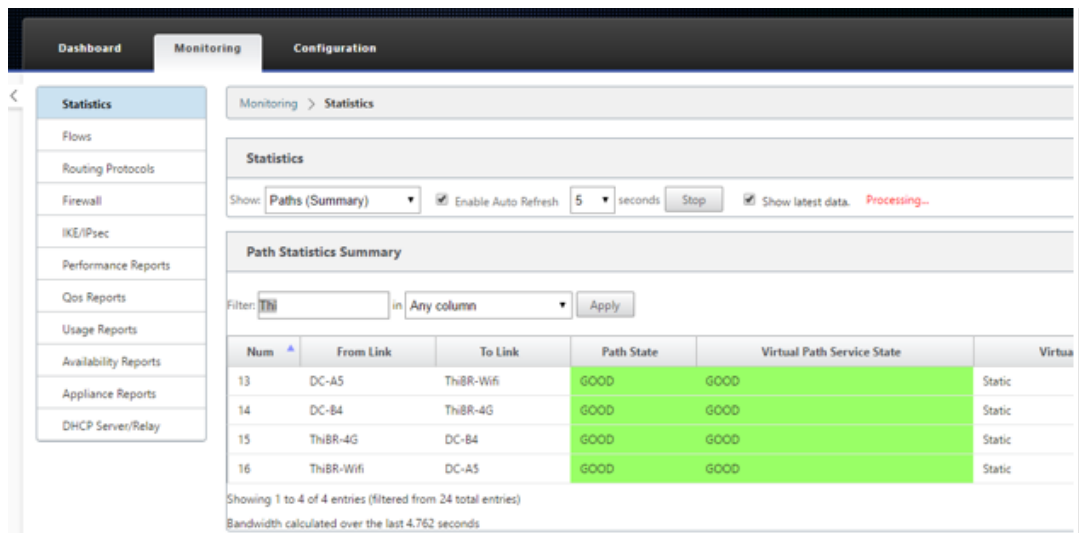 Dashboard Monitoring Configuration
Statistics
Flows
Routing Protocols
Firewall
IKE/IPsec
Performance Reports
Qos Reports
Usage Reports
Availability Reports
Appliance Reports
DHCP Server/Relay
Monitoring > Statistics
Statistics
Show: Paths (Summary) Enable Auto Refresh 5 seconds Stop Show latest data. Processing...
Path Statistics Summary
Filter: Thi in Any column Apply
Num From Link To Link Path State Virtual Path Service State Virtua
13 DC-A5 ThiBR-Wifi GOOD GOOD Static
14 DC-B4 ThiBR-4G GOOD GOOD Static
15 ThiBR-4G DC-B4 GOOD GOOD Static
16 ThiBR-Wifi DC-A5 GOOD GOOD Static
Showing 1 to 4 of 4 entries (filtered from 24 total entries)
Bandwidth calculated over the last 4.762 seconds